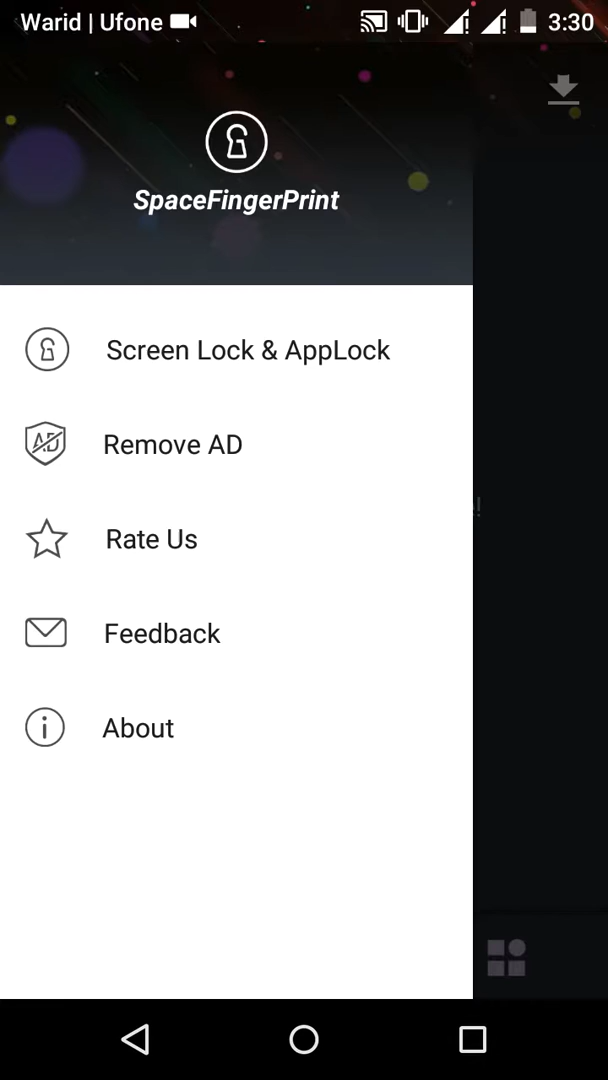 Warid | Ufone 3:30
SpaceFingerPrint
Screen Lock & AppLock
AD Remove AD
Rate Us
Feedback
About